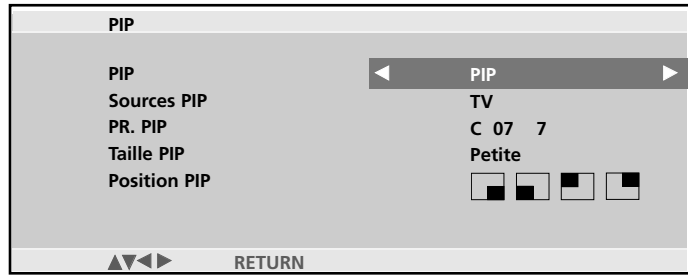 PIP
PIP ◀ PIP ▶
Sources PIP TV
PR. PIP C 07 7
Taille PIP Petite
Position PIP
▲▼◀▶ RETURN